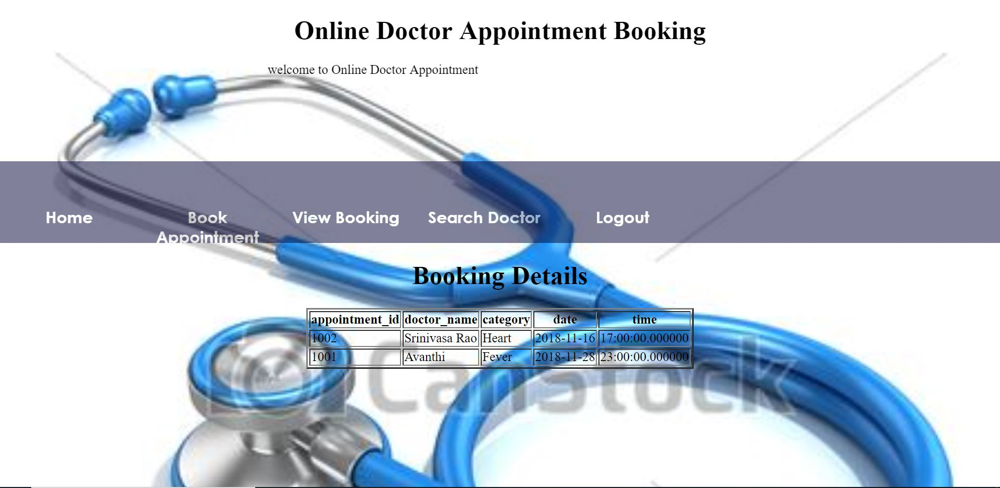 Online Doctor Appointment Booking
welcome to Online Doctor Appointment
Home Book Appointment View Booking Search Doctor Logout
Booking Details
appointment_id doctor_name category date time
1002 Srinivasa Rao Heart 2018-11-16 17:00:00.000000
1001 Avanthi Fever 2018-11-28 23:00:00.000000
CanStock